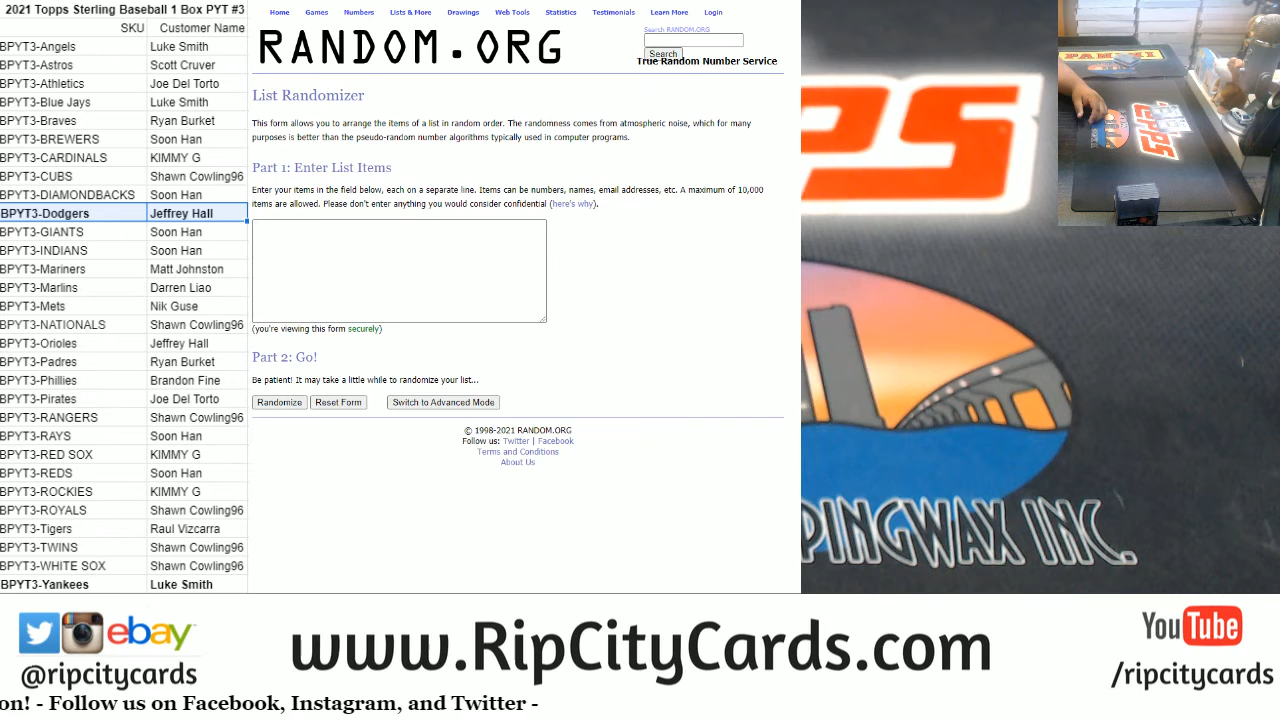 2021 Topps Sterling Baseball 1 Box PYT #3
SKU Customer Name
BPYT3-Angels Luke Smith
BPYT3-Astros Scott Cruver
BPYT3-Athletics Joe Del Torto
BPYT3-Blue Jays Luke Smith
BPYT3-Braves Ryan Burket
BPYT3-BREWERS Soon Han
BPYT3-CARDINALS KIMMY G
BPYT3-CUBS Shawn Cowling96
BPYT3-DIAMONDBACKS Soon Han
BPYT3-Dodgers Jeffrey Hall
BPYT3-GIANTS Soon Han
BPYT3-INDIANS Soon Han
BPYT3-Mariners Matt Johnston
BPYT3-Marlins Darren Liao
BPYT3-Mets Nik Guse
BPYT3-NATIONALS Shawn Cowling96
BPYT3-Orioles Jeffrey Hall
BPYT3-Padres Ryan Burket
BPYT3-Phillies Brandon Fine
BPYT3-Pirates Joe Del Torto
BPYT3-RANGERS Shawn Cowling96
BPYT3-RAYS Soon Han
BPYT3-RED SOX KIMMY G
BPYT3-REDS Soon Han
BPYT3-ROCKIES KIMMY G
BPYT3-ROYALS Shawn Cowling96
BPYT3-Tigers Raul Vizcarra
BPYT3-TWINS Shawn Cowling96
BPYT3-WHITE SOX Shawn Cowling96
BPYT3-Yankees Luke Smith
Home Games Numbers Lists & More Drawings Web Tools Statistics Testimonials Learn More Login
RANDOM.ORG
Search RANDOM.ORG
Search
True Random Number Service
List Randomizer
This form allows you to arrange the items of a list in random order. The randomness comes from atmospheric noise, which for many
purposes is better than the pseudo-random number algorithms typically used in computer programs.
Part 1: Enter List Items
Enter your items in the field below, each on a separate line. Items can be numbers, names, email addresses, etc. A maximum of 10,000
items are allowed. Please don't enter anything you would consider confidential (here's why).
(you're viewing this form securely)
Part 2: Go!
Be patient! It may take a little while to randomize your list...
Randomize Reset Form Switch to Advanced Mode
© 1998-2021 RANDOM.ORG
Follow us: Twitter | Facebook
Terms and Conditions
About Us
PS
PINGWAX INC.
PANINI
ebay
@ripcitycards
www.RipCityCards.com
YouTube
/ripcitycards
on! - Follow us on Facebook, Instagram, and Twitter -